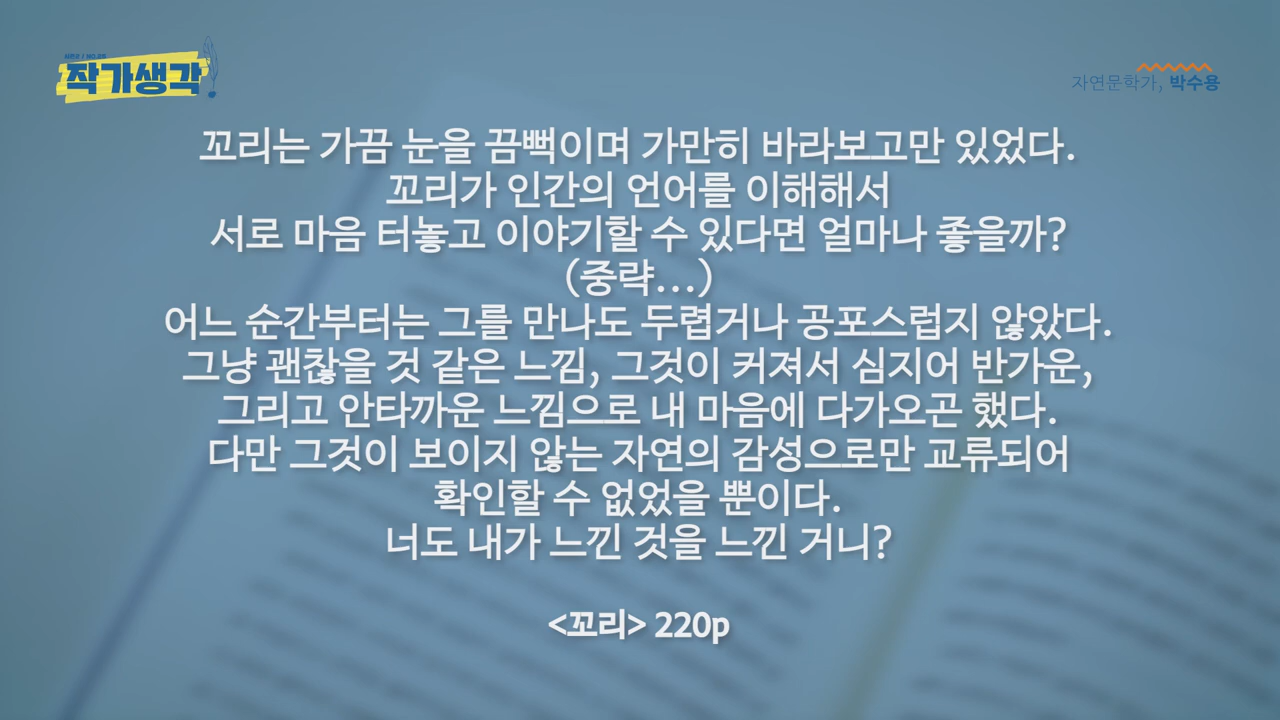 작가생각
자연문학가, 박수용
꼬리는 가끔 눈을 끔뻑이며 가만히 바라보고만 있었다.
꼬리가 인간의 언어를 이해해서
서로 마음 터놓고 이야기할 수 있다면 얼마나 좋을까?
(중략...)
어느 순간부터는 그를 만나도 두렵거나 공포스럽지 않았다.
그냥 괜찮을 것 같은 느낌, 그것이 커져서 심지어 반가운,
그리고 안타까운 느낌으로 내 마음에 다가오곤 했다.
다만 그것이 보이지 않는 자연의 감성으로만 교류되어
확인할 수 없었을 뿐이다.
너도 내가 느낀 것을 느낀 거니?
<꼬리> 220p